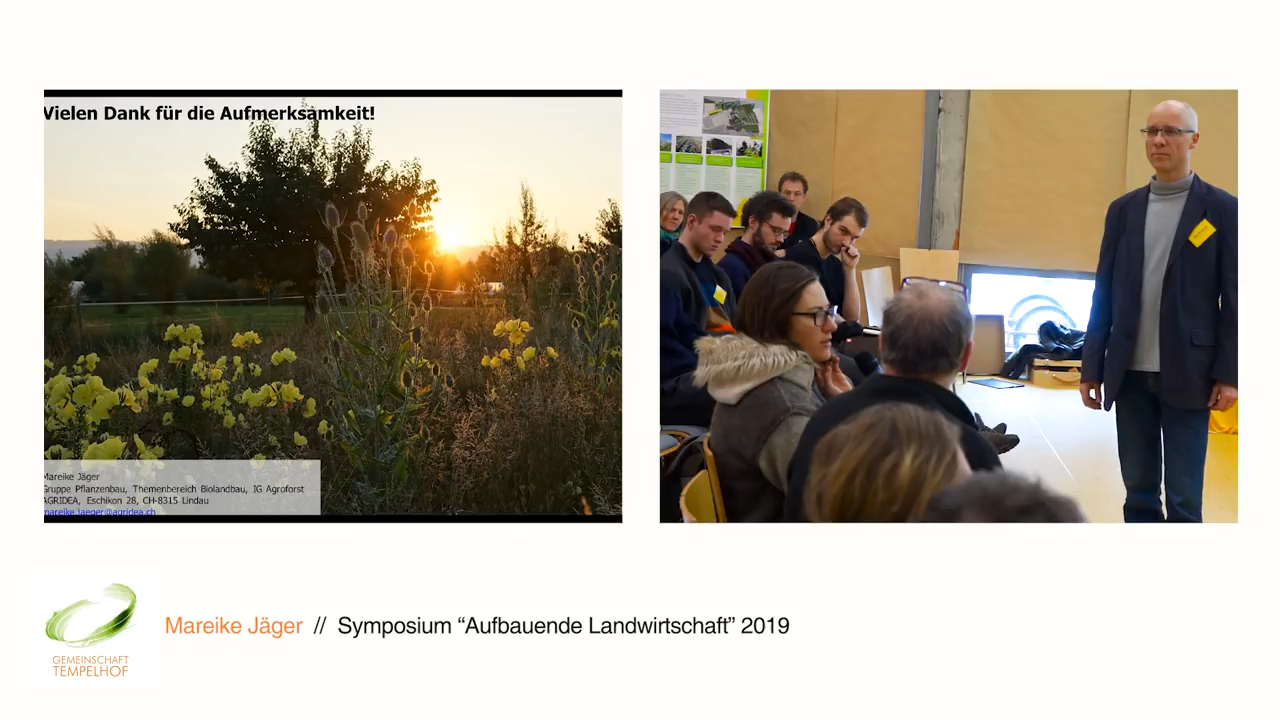 Vielen Dank für die Aufmerksamkeit!
Mareike Jäger
Gruppe Pflanzenbau, Themenbereich Biolandbau, IG Agroforst
AGRIDEA, Eschikon 28, CH-8315 Lindau
mareike.jaeger@agridea.ch
GEMEINSCHAFT
TEMPELHOF
Mareike Jäger // Symposium “Aufbauende Landwirtschaft” 2019